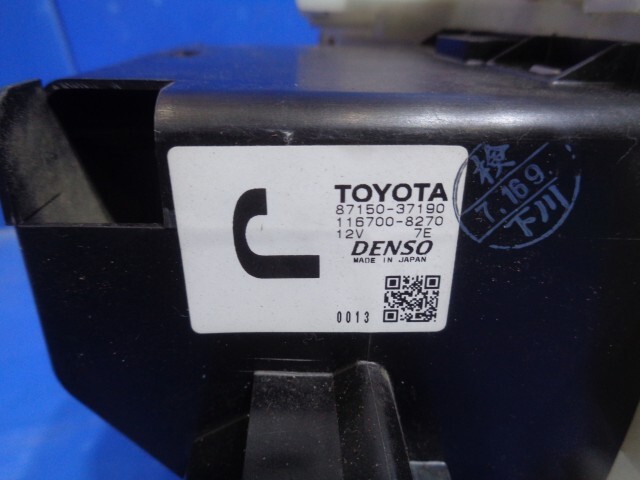 TOYOTA
87150-37190
116700-8270
12V 7E
DENSO
MADE IN JAPAN
0013
検
7.16 9.
下川